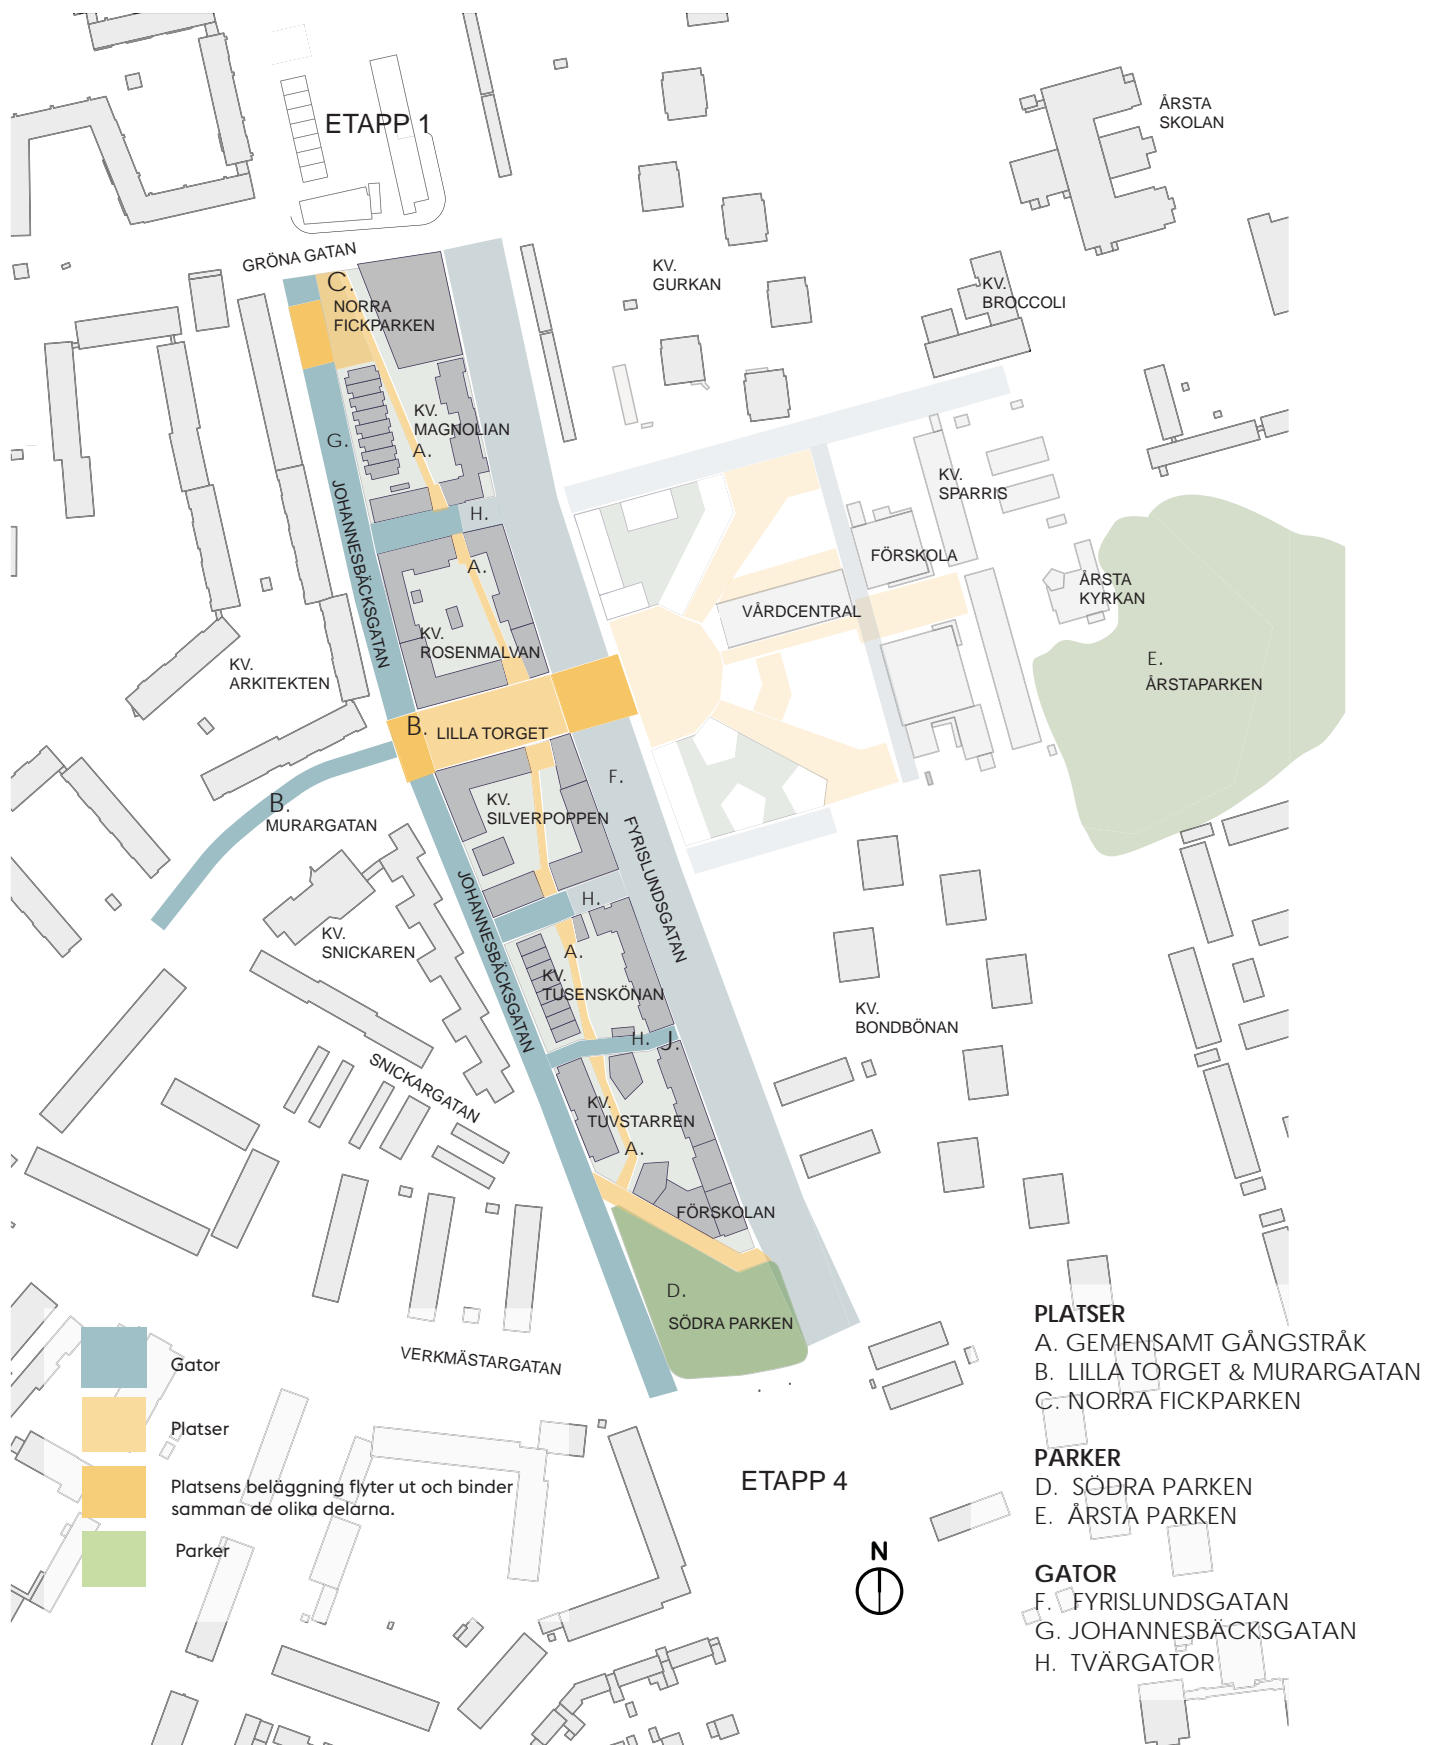 ETAPP 1
ÅRSTA
SKOLAN
GRÖNA GATAN
KV.
GURKAN
KV.
BROCCOLI
C.
NORRA
FICKPARKEN
KV.
MAGNOLIAN
A.
G.
JOHANNESBÄCKSGATAN
H.
KV.
SPARRIS
FÖRSKOLA
A.
ÅRSTA
KYRKAN
VÅRDCENTRAL
KV.
ROSENMALVAN
KV.
ARKITEKTEN
E.
ÅRSTAPARKEN
B.
LILLA TORGET
F.
B.
MURARGATAN
KV.
SILVERPOPPEN
FYRISLUNDSGATAN
JOHANNESBÄCKSGATAN
H.
KV.
SNICKAREN
A.
KV.
TUSENSKÖNAN
KV.
BONDBÖNAN
H.
J.
SNICKARGATAN
KV.
TUVSTARREN
A.
FÖRSKOLAN
D.
SÖDRA PARKEN
VERKMÄSTARGATAN
Gator
Platser
Platsens beläggning flyter ut och binder
samman de olika delarna.
Parker
ETAPP 4
N
PLATSER
A. GEMENSAMT GÅNGSTRÅK
B. LILLA TORGET & MURARGATAN
C. NORRA FICKPARKEN
PARKER
D. SÖDRA PARKEN
E. ÅRSTA PARKEN
GATOR
F. FYRISLUNDSGATAN
G. JOHANNESBÄCKSGATAN
H. TVÄRGATOR